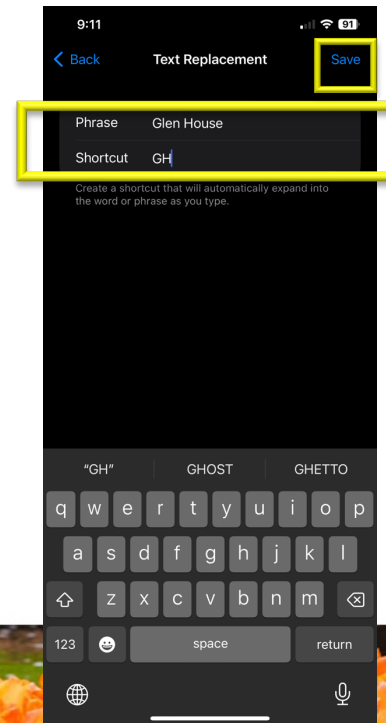 9:11 91
Back Text Replacement Save
Phrase Glen House
Shortcut GH
Create a shortcut that will automatically expand into
the word or phrase as you type.
"GH" GHOST GHETTO
q w e r t y u i o p
a s d f g h j k l
z x c v b n m
123 space return